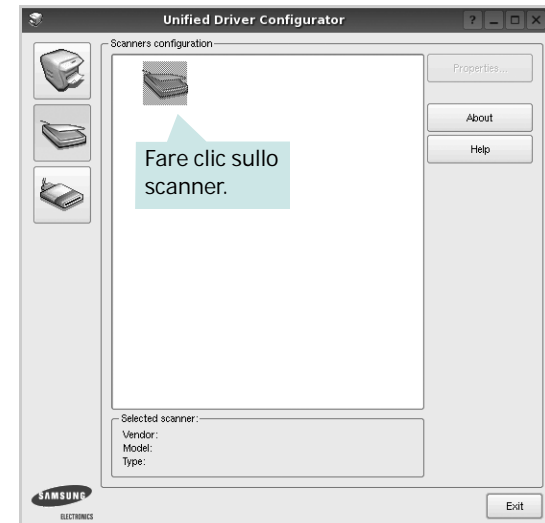 Unified Driver Configurator
Scanners configuration
Properties...
About
Help
Fare clic sullo
scanner.
Selected scanner:
Vendor:
Model:
Type:
SAMSUNG
ELECTRONICS
Exit